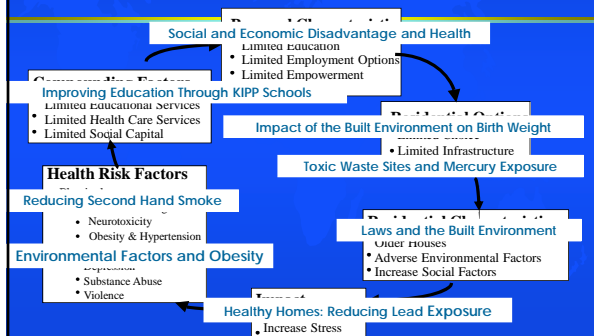 Social and Economic Disadvantage and Health
Limited Education
• Limited Employment Options
• Limited Empowerment
Improving Education Through KIPP Schools
Limited Educational Services
• Limited Health Care Services
• Limited Social Capital
Impact of the Built Environment on Birth Weight
• Limited Infrastructure
Toxic Waste Sites and Mercury Exposure
Health Risk Factors
Reducing Second Hand Smoke
• Neurotoxicity
• Obesity & Hypertension
Environmental Factors and Obesity
Depression
• Substance Abuse
• Violence
Laws and the Built Environment
Older Houses
• Adverse Environmental Factors
• Increase Social Factors
Healthy Homes: Reducing Lead Exposure
• Increase Stress